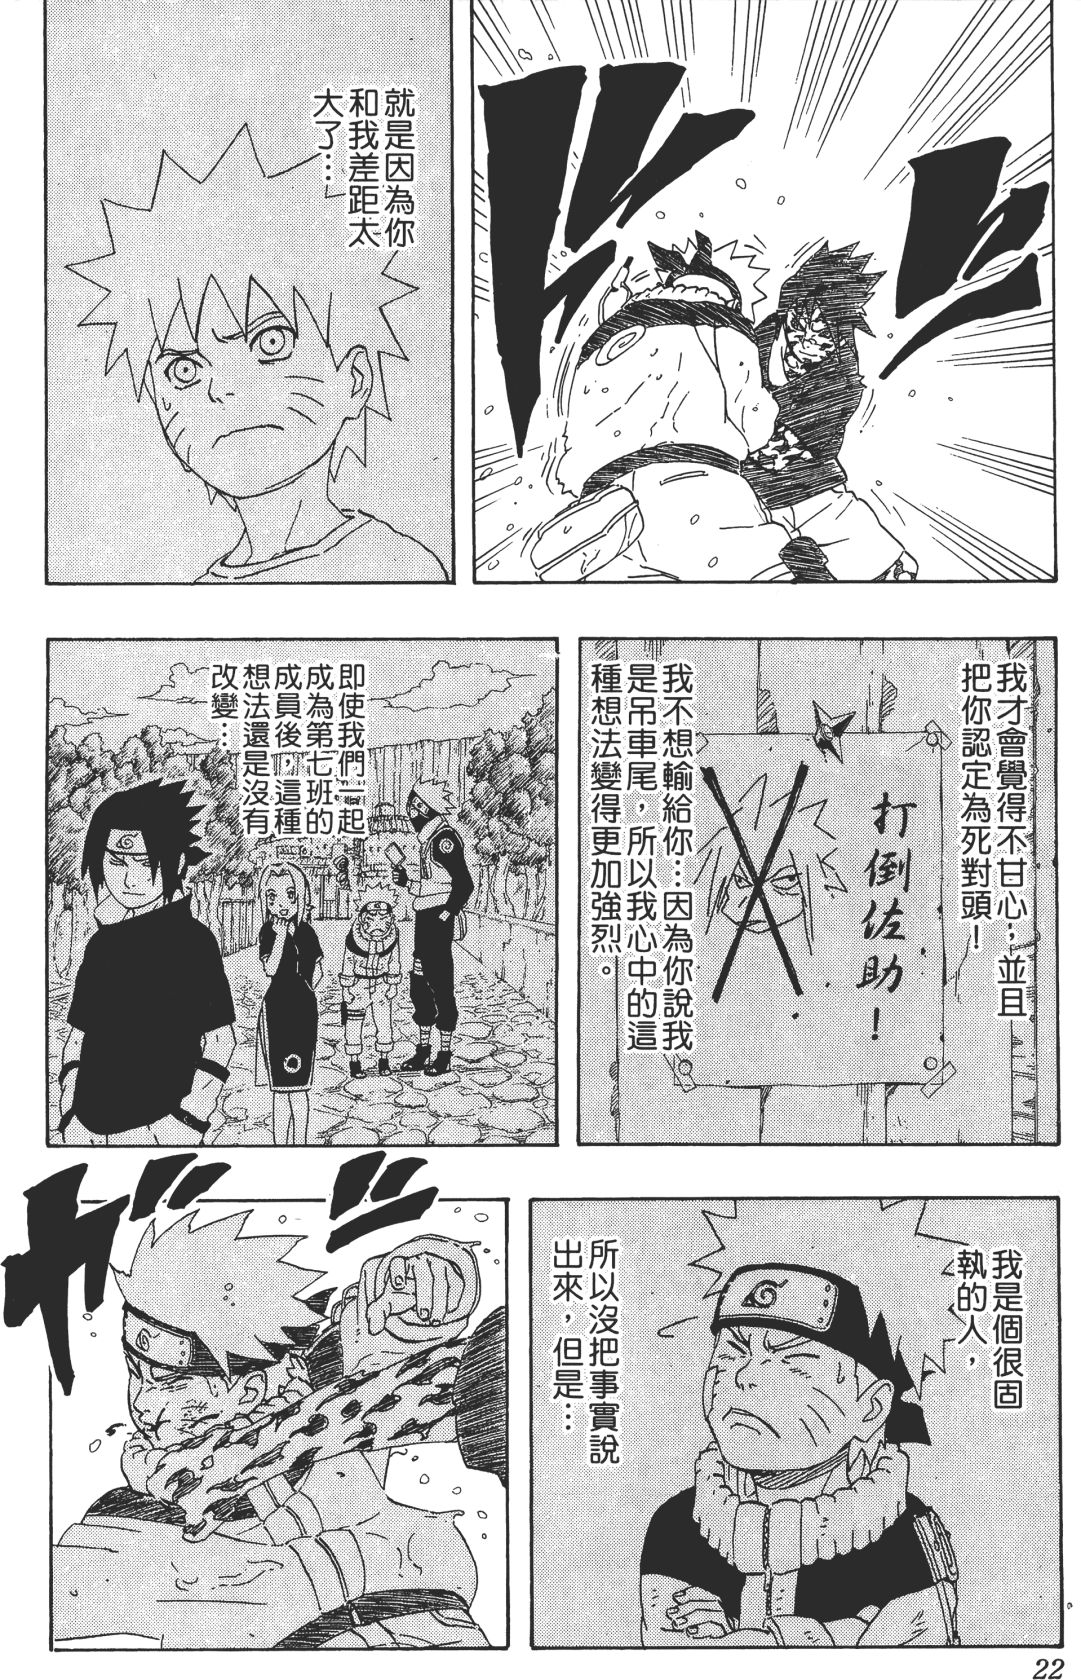 就是因為你
和我差距太
大了…
我才會覺得不甘心，並且
把你認定為死對頭！
打倒佐助！
我不想輸給你…因為你說我
是吊車尾，所以我心中的這
種想法變得更加強烈。
即使我們一起
成為第七班的
成員後，這種
想法還是沒有
改變…
我是個很固
執的人，
所以沒把事實說
出來，但是…
22